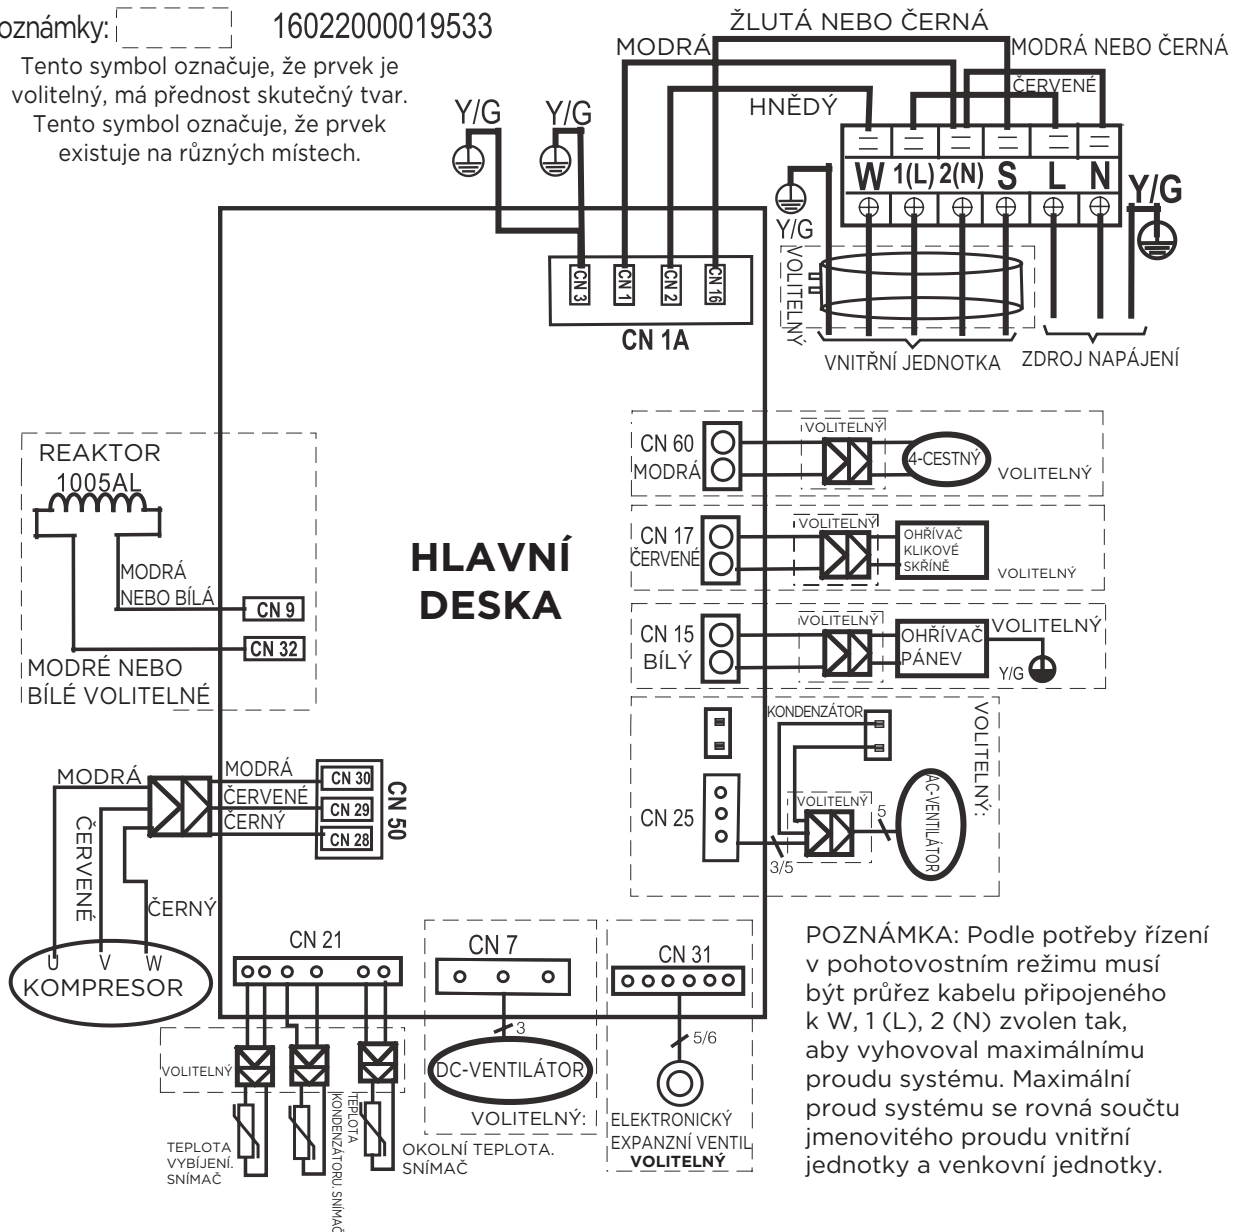 oznámky:
16022000019533
Tento symbol označuje, že prvek je
volitelný, má přednost skutečný tvar.
Tento symbol označuje, že prvek
existuje na různých místech.
ŽLUTÁ NEBO ČERNÁ
MODRÁ
MODRÁ NEBO ČERNÁ
ČERVENÉ
HNĚDÝ
Y/G
Y/G
W 1(L) 2(N) S L N
Y/G
Y/G
VOLITELNÝ
CN 3
CN 1
CN 2
CN 16
CN 1A
VNITŘNÍ JEDNOTKA
ZDROJ NAPÁJENÍ
REAKTOR
1005AL
MODRÁ
NEBO BÍLÁ
CN 9
CN 32
MODRÉ NEBO
BÍLÉ VOLITELNÉ
HLAVNÍ
DESKA
CN 60
MODRÁ
VOLITELNÝ
4-CESTNÝ
VOLITELNÝ
CN 17
ČERVENÉ
VOLITELNÝ
OHŘÍVAČ
KLIKOVÉ
SKŘÍNĚ
VOLITELNÝ
CN 15
BÍLÝ
VOLITELNÝ
OHŘÍVAČ
PÁNEV
VOLITELNÝ
Y/G
KONDENZÁTOR
VOLITELNÝ:
CN 25
VOLITELNÝ
3/5
5
AC-VENTILÁTOR
MODRÁ
ČERVENÉ
ČERNÝ
MODRÁ
ČERVENÉ
ČERNÝ
CN 30
CN 29
CN 28
CN 50
U V W
KOMPRESOR
CN 21
VOLITELNÝ
TEPLOTA
VYBÍJENÍ.
SNÍMAČ
TEPLOTA
KONDENZÁTORU. SNÍMAČ
OKOLNÍ TEPLOTA.
SNÍMAČ
CN 7
3
DC-VENTILÁTOR
VOLITELNÝ:
CN 31
5/6
ELEKTRONICKÝ
EXPANZNÍ VENTIL
VOLITELNÝ
POZNÁMKA: Podle potřeby řízení
v pohotovostním režimu musí
být průřez kabelu připojeného
k W, 1 (L), 2 (N) zvolen tak,
aby vyhovoval maximálnímu
proudu systému. Maximální
proud systému se rovná součtu
jmenovitého proudu vnitřní
jednotky a venkovní jednotky.